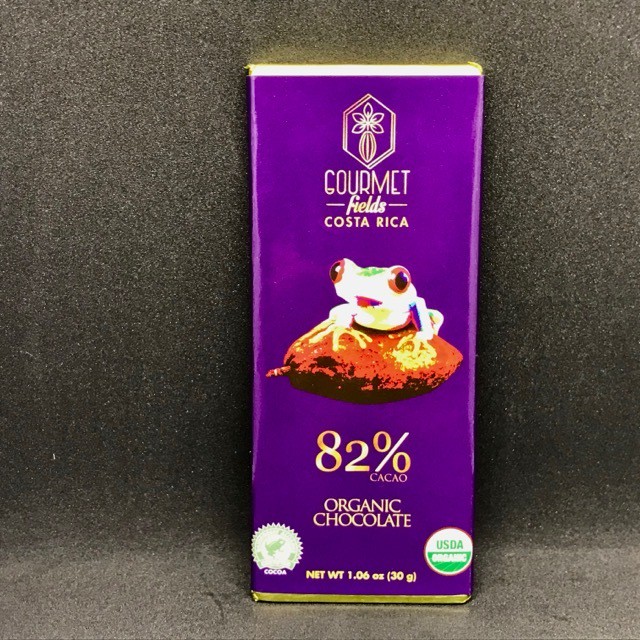 GOURMET
fields
COSTA RICA
82%
CACAO
ORGANIC
CHOCOLATE
COCOA
USDA
ORGANIC
NET WT 1.06 oz (30 g)